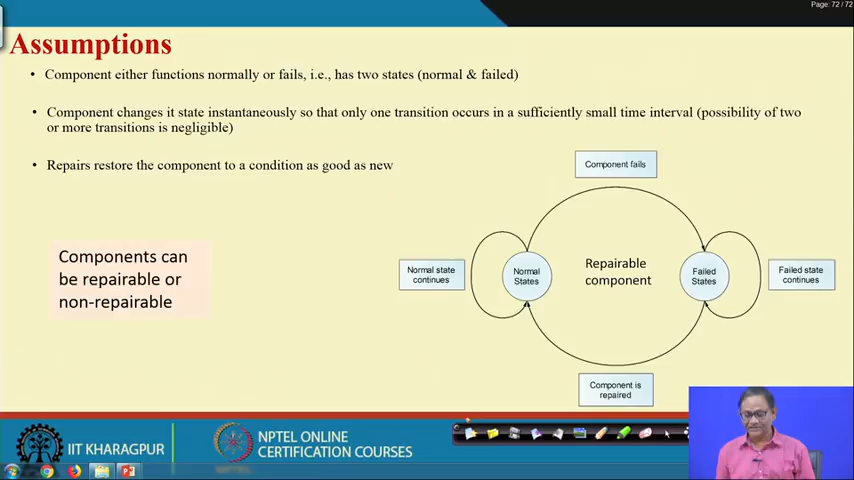 Page: 72 / 72
Assumptions
• Component either functions normally or fails, i.e., has two states (normal & failed)
• Component changes it state instantaneously so that only one transition occurs in a sufficiently small time interval (possibility of two
or more transitions is negligible)
• Repairs restore the component to a condition as good as new
Component fails
Components can
be repairable or
non-repairable
Normal state
continues
Normal
States
Repairable
component
Failed
States
Failed state
continues
Component is
repaired
IIT KHARAGPUR
NPTEL ONLINE
CERTIFICATION COURSES